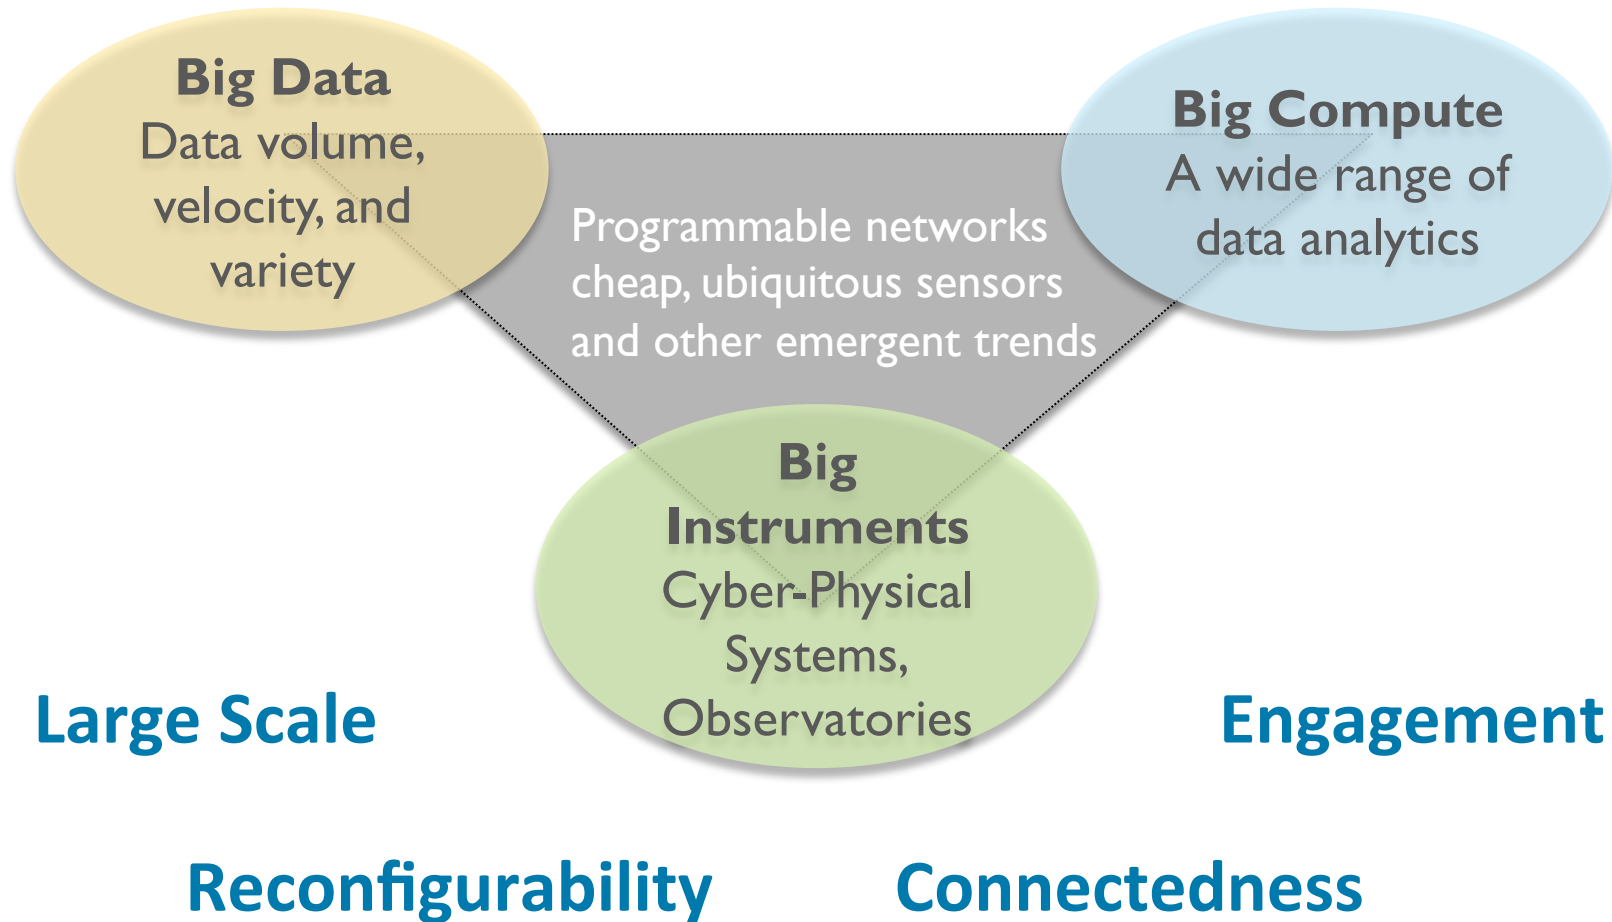 Big Data
Data volume,
velocity, and
variety
Big Compute
A wide range of
data analytics
Programmable networks
cheap, ubiquitous sensors
and other emergent trends
Big
Instruments
Cyber-Physical
Systems,
Observatories
Large Scale
Engagement
Reconfigurability
Connectedness